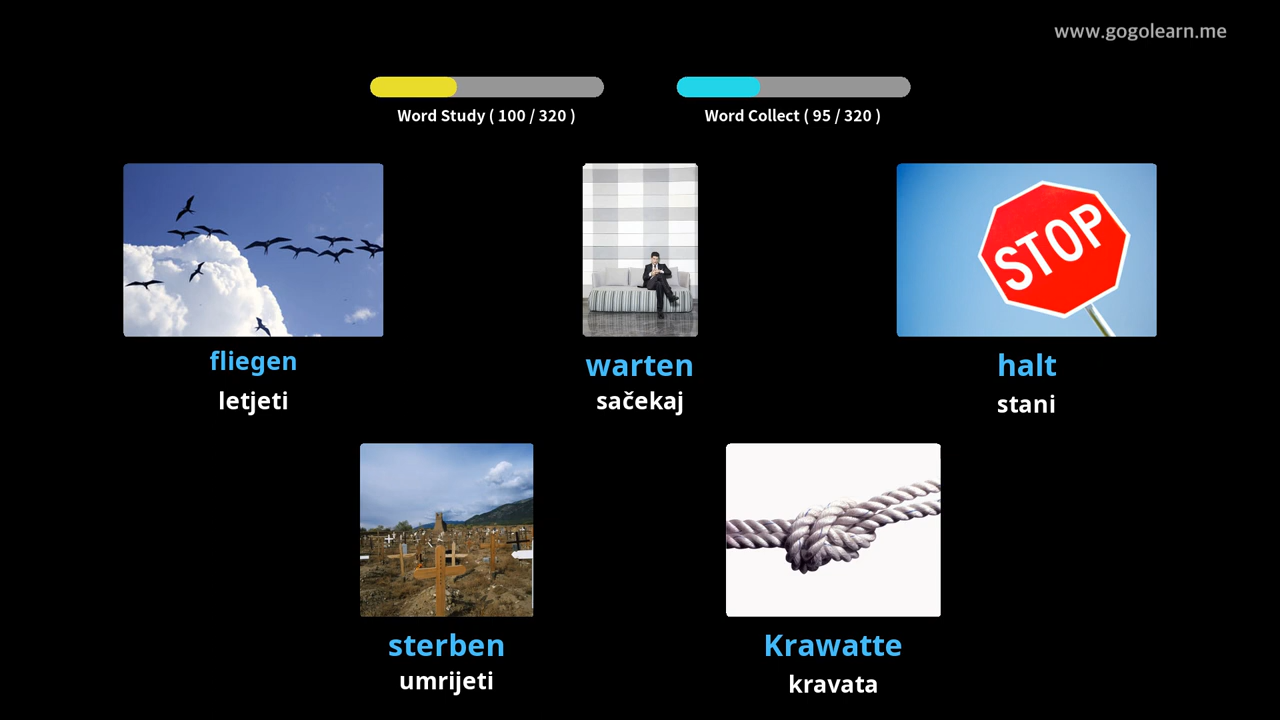 www.gogolearn.me
Word Study ( 100 / 320 )
Word Collect ( 95 / 320 )
STOP
fliegen
warten
halt
letjeti
sačekaj
stani
sterben
Krawatte
umrijeti
kravata